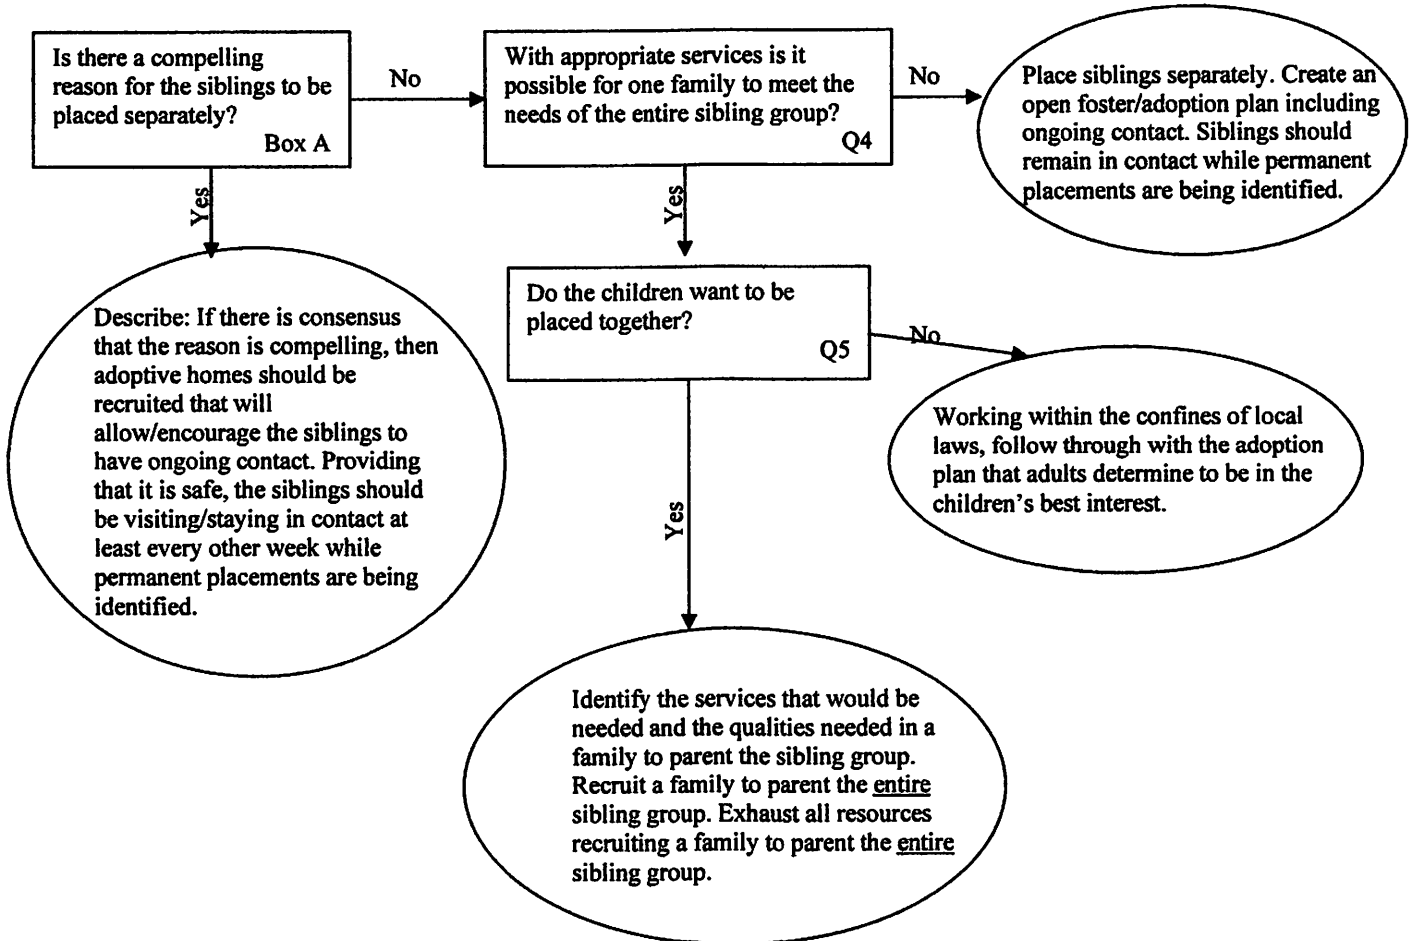 Is there a compelling
reason for the siblings to be
placed separately?
Box A
No
With appropriate services is it
possible for one family to meet the
needs of the entire sibling group?
Q4
No
Place siblings separately. Create an
open foster/adoption plan including
ongoing contact. Siblings should
remain in contact while permanent
placements are being identified.
Yes
Yes
Describe: If there is consensus
that the reason is compelling, then
adoptive homes should be
recruited that will
allow/encourage the siblings to
have ongoing contact. Providing
that it is safe, the siblings should
be visiting/staying in contact at
least every other week while
permanent placements are being
identified.
Do the children want to be
placed together?
Q5
No
Working within the confines of local
laws, follow through with the adoption
plan that adults determine to be in the
children's best interest.
Yes
Identify the services that would be
needed and the qualities needed in a
family to parent the sibling group.
Recruit a family to parent the entire
sibling group. Exhaust all resources
recruiting a family to parent the entire
sibling group.